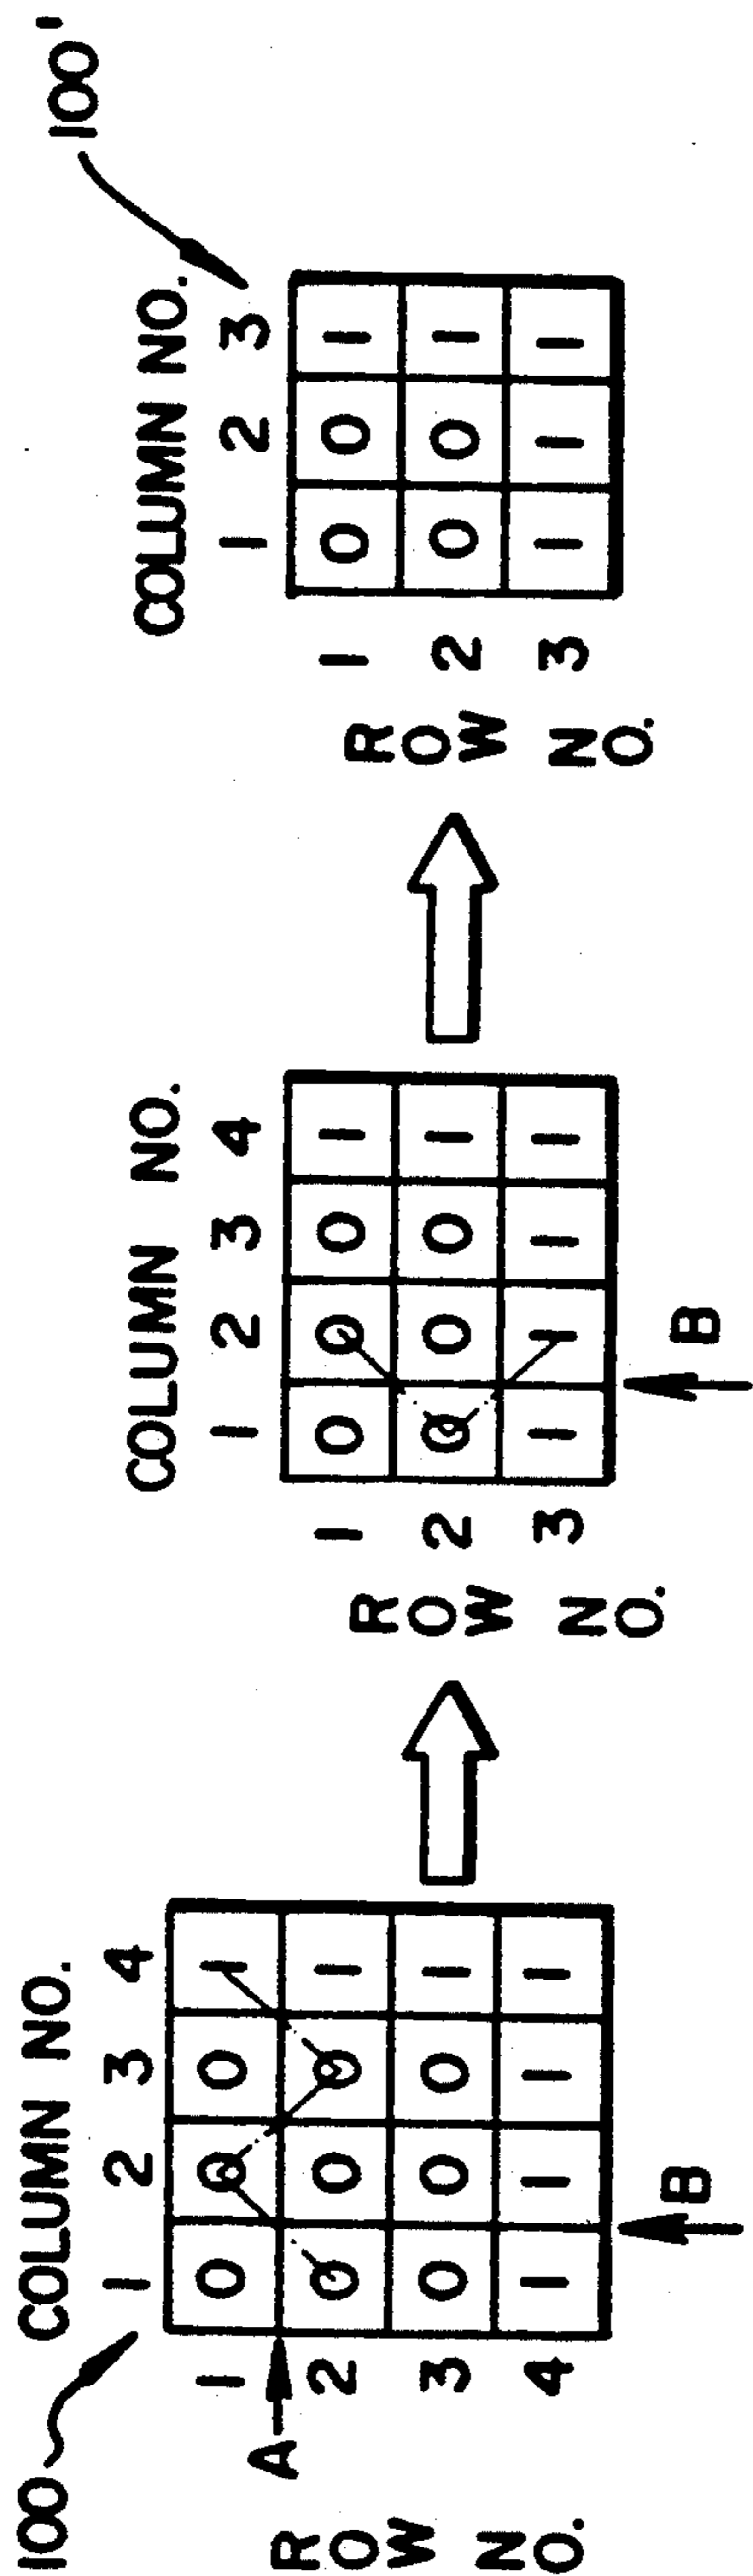 100
COLUMN NO.
1 2 3 4
ROW NO.
A
1 0 0 0 1
2 0 0 0 1
3 0 0 0 1
4 1 1 1 1
B
COLUMN NO.
1 2 3 4
ROW NO.
1 0 0 0 1
2 0 0 0 1
3 1 1 1 1
B
100'
COLUMN NO.
1 2 3
ROW NO.
1 0 0 1
2 0 0 1
3 1 1 1